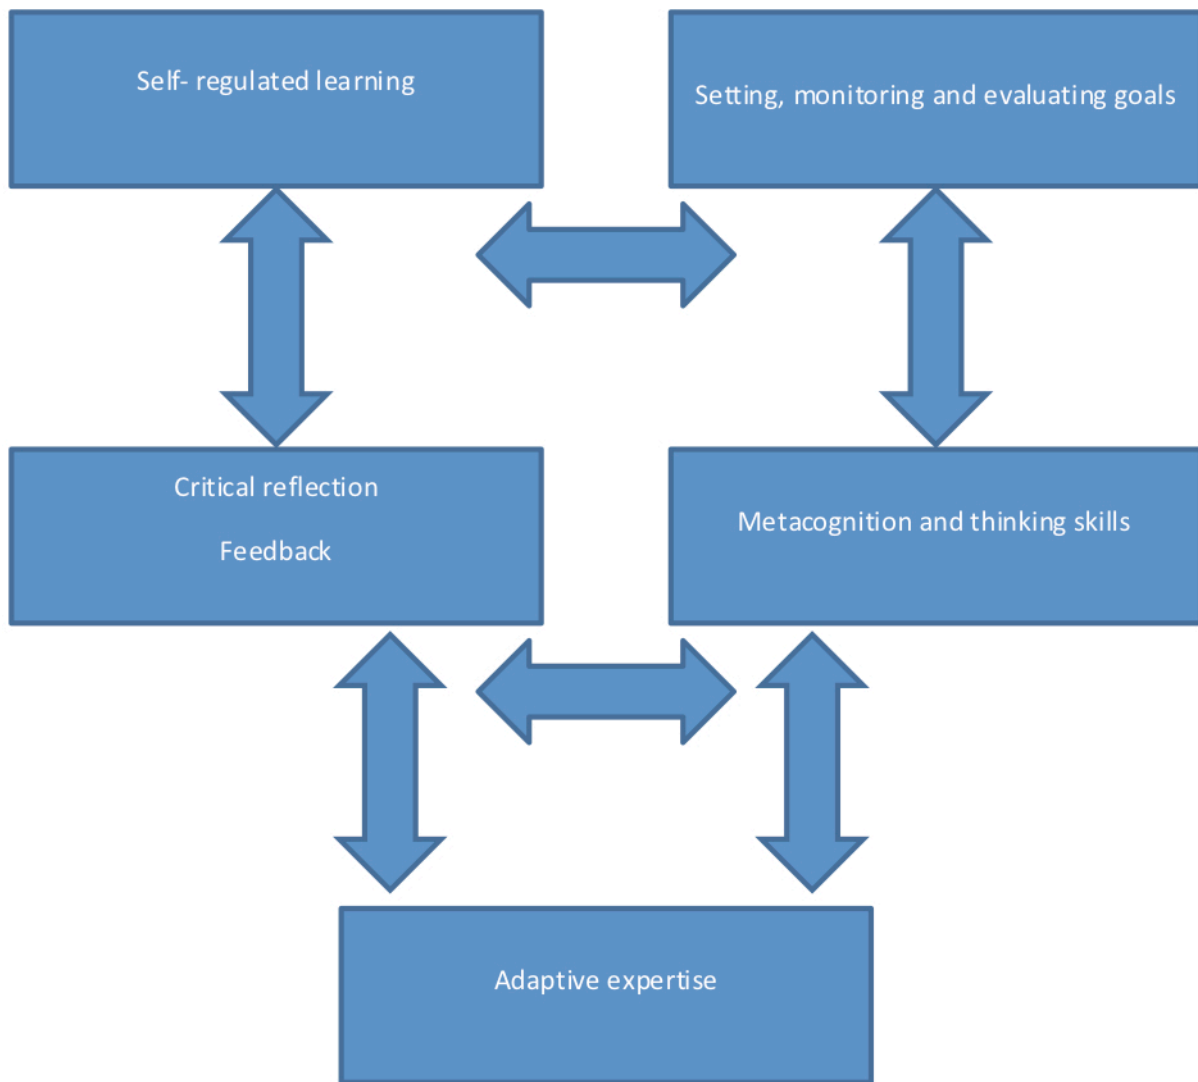 Self- regulated learning
Setting, monitoring and evaluating goals
Critical reflection
Feedback
Metacognition and thinking skills
Adaptive expertise